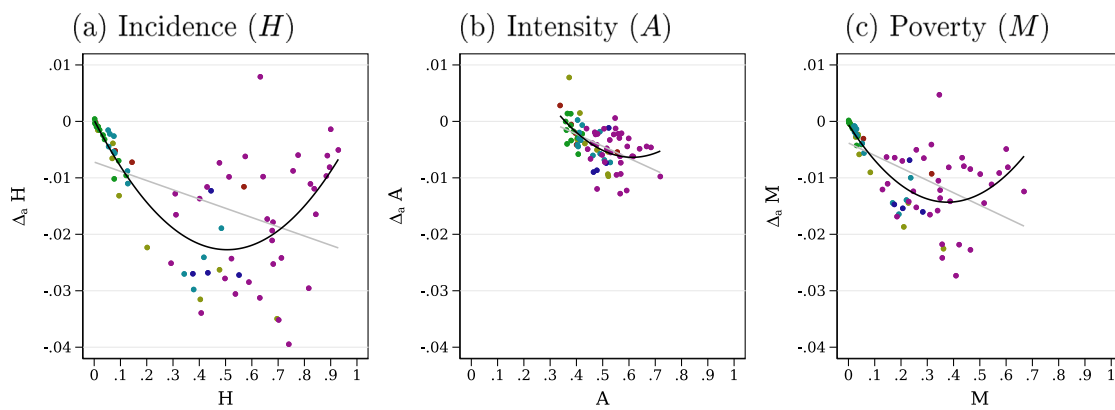 (a) Incidence (H)
.01
0
-.01
-.02
-.03
-.04
Δa H
0 .1 .2 .3 .4 .5 .6 .7 .8 .9 1
H
(b) Intensity (A)
.01
0
-.01
-.02
-.03
-.04
Δa A
0 .1 .2 .3 .4 .5 .6 .7 .8 .9 1
A
(c) Poverty (M)
.01
0
-.01
-.02
-.03
-.04
Δa M
0 .1 .2 .3 .4 .5 .6 .7 .8 .9 1
M